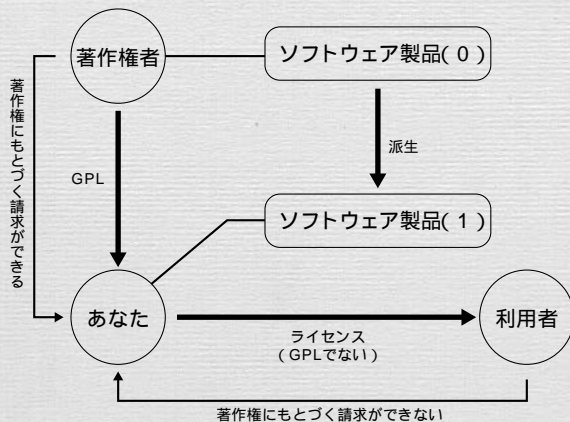 著作権者
ソフトウェア製品(0)
著作権にもとづく請求ができる
GPL
派生
ソフトウェア製品(1)
あなた
ライセンス
(GPLでない)
利用者
著作権にもとづく請求ができない